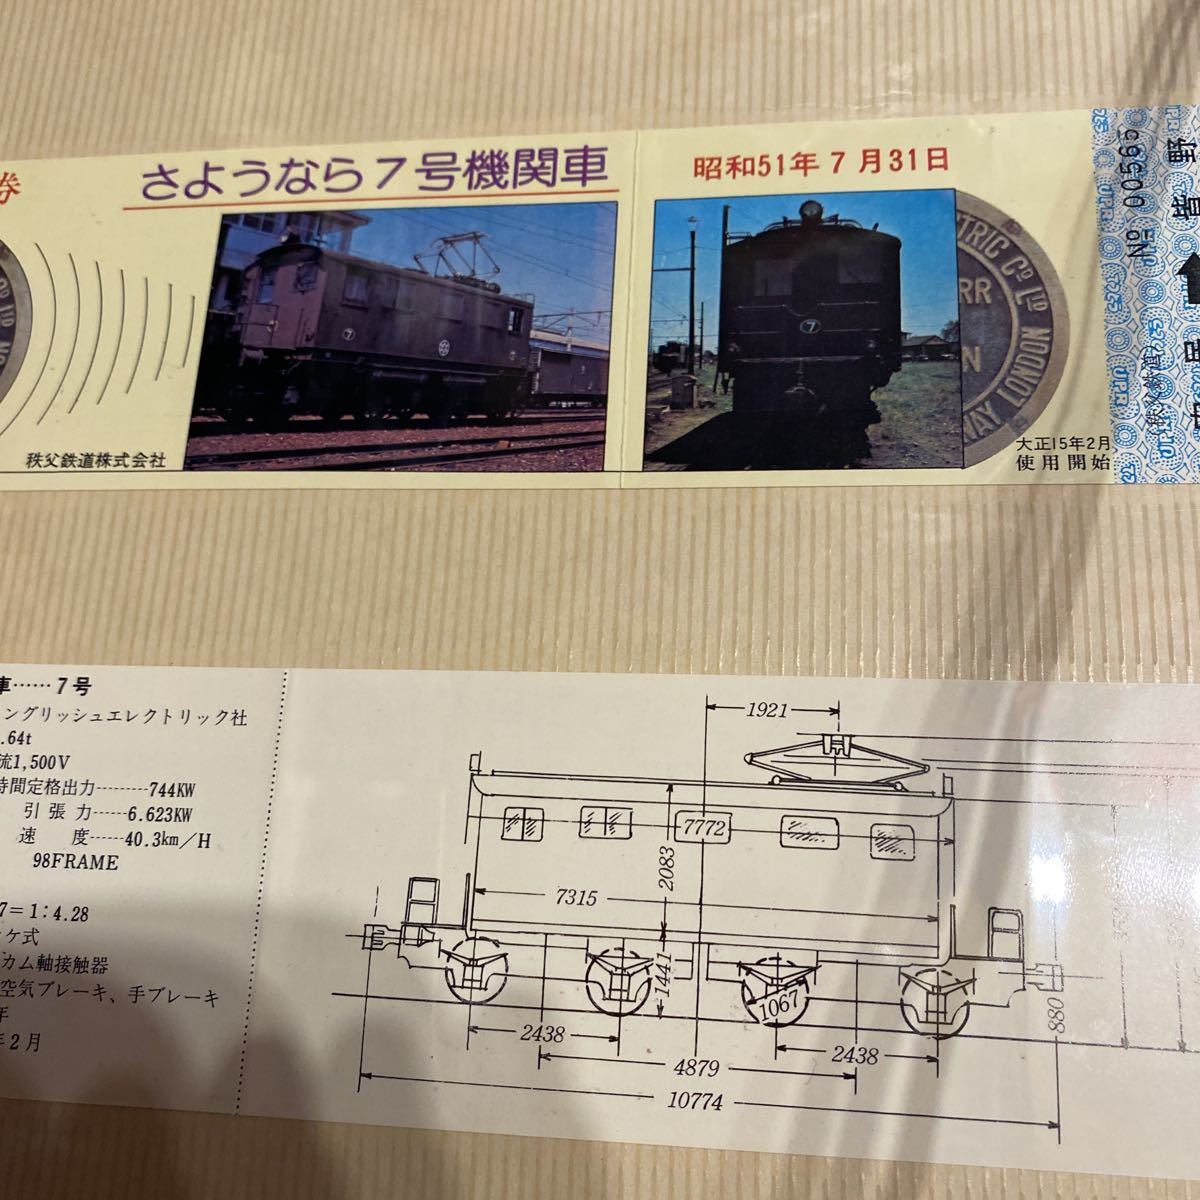 券
さようなら7号機関車
7
7
秩父鉄道株式会社
昭和51年7月31日
7
TRIC Cº LTD
LONDON
大正15年2月
使用開始
Nº 00565
車……7号
ングリッシュエレクトリック社
.64t
流1,500V
時間定格出力………744KW
引張力……6.623KW
速度……40.3km/H
98FRAME
7=1:4.28
ケ式
カム軸接触器
空気ブレーキ、手ブレーキ
年
年2月
1921
7772
2083
7315
1441
1067
880
2438
2438
4879
10774